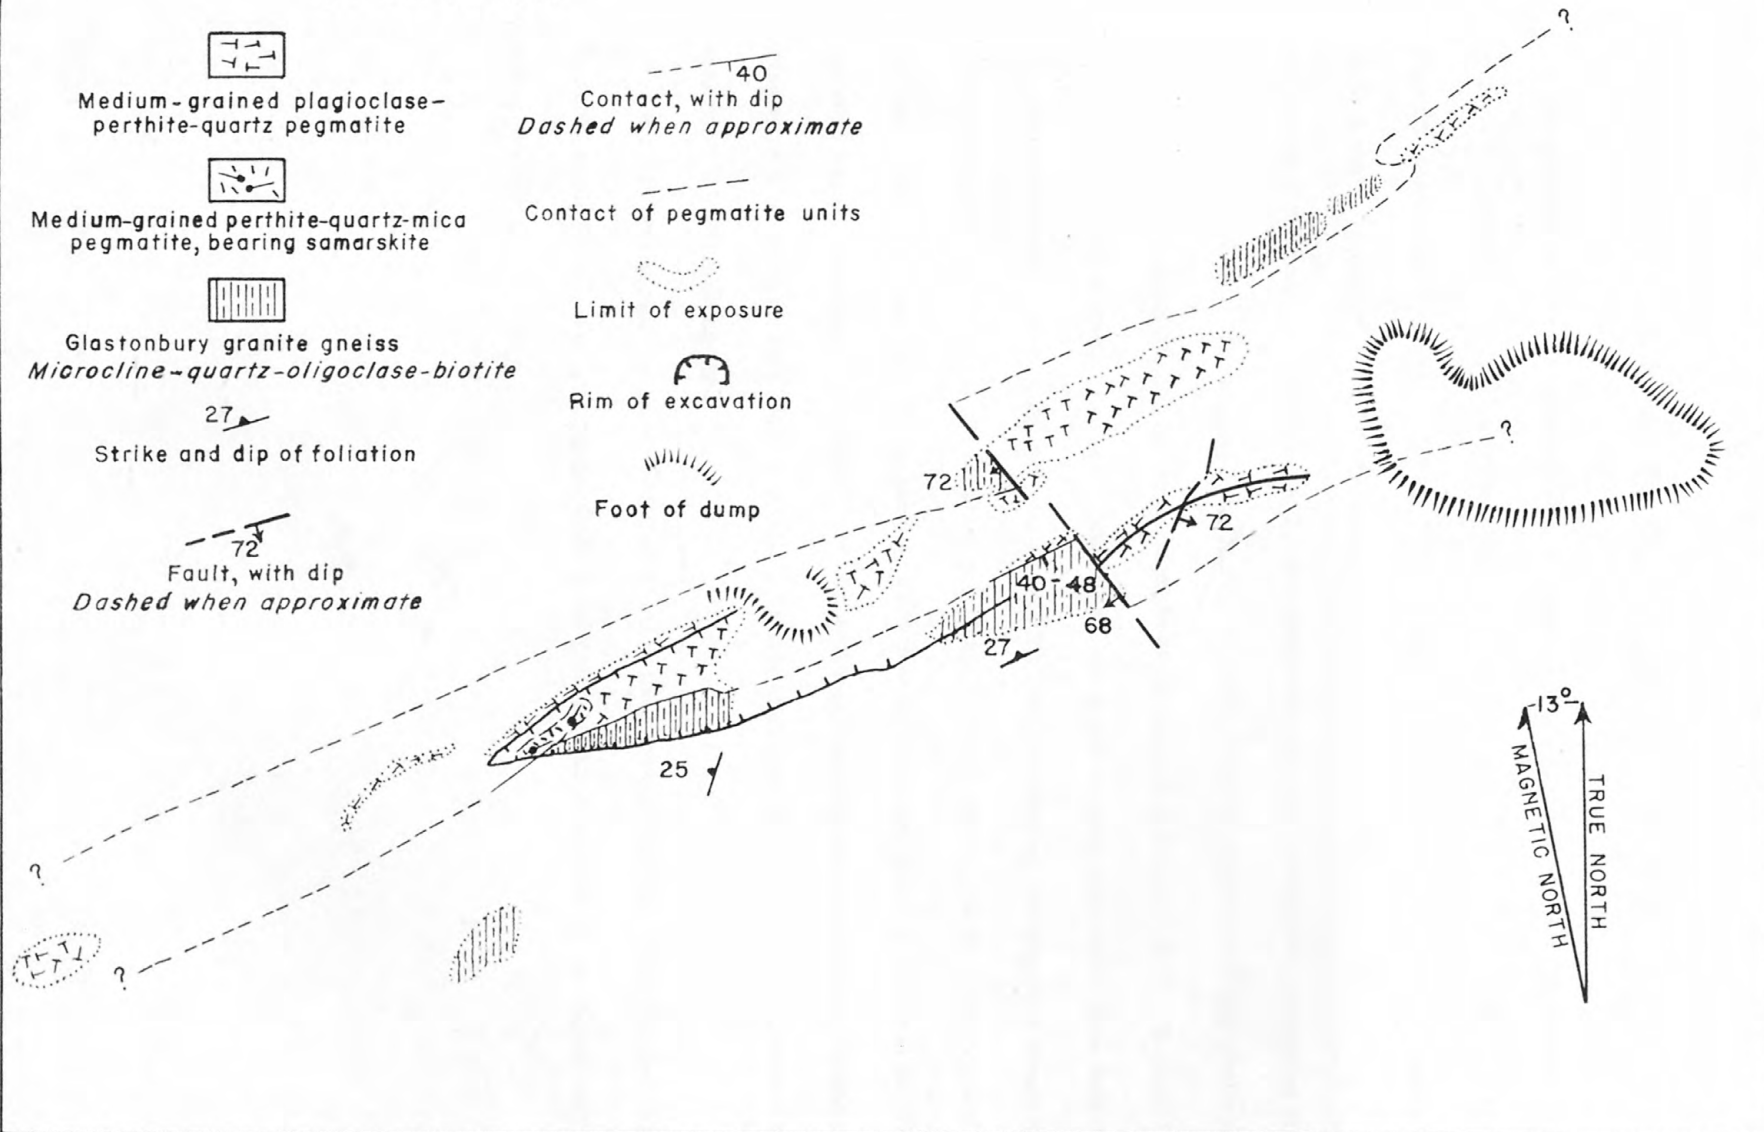 Medium-grained plagioclase-
perthite-quartz pegmatite
Medium-grained perthite-quartz-mica
pegmatite, bearing samarskite
Glastonbury granite gneiss
Microcline-quartz-oligoclase-biotite
27
Strike and dip of foliation
72
Fault, with dip
Dashed when approximate
40
Contact, with dip
Dashed when approximate
Contact of pegmatite units
Limit of exposure
Rim of excavation
Foot of dump
?
?
72
72
40-48
68
27
25
?
?
13°
MAGNETIC NORTH
TRUE NORTH